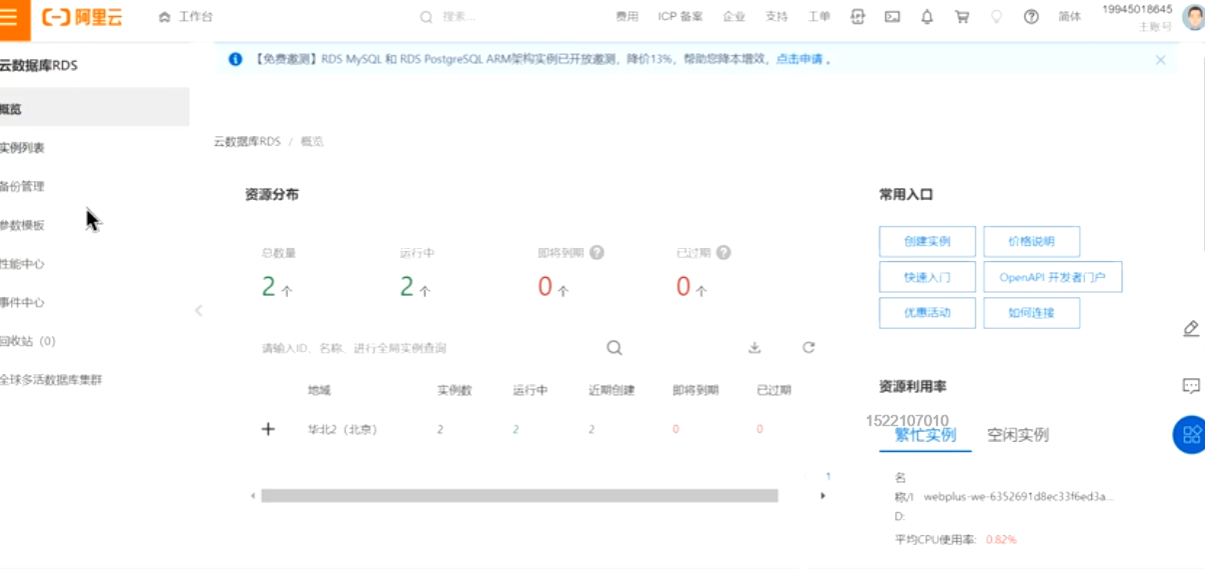 阿里云 工作台 搜索... 费用 ICP 备案 企业 支持 工单 简体 19945018645
主账号
云数据库RDS
【免费邀测】RDS MySQL 和 RDS PostgreSQL ARM架构实例已开放邀测，降价13%，帮助您降本增效，点击申请 。
概览
实例列表
备份管理
参数模板
性能中心
事件中心
回收站（0）
全球多活数据库集群
云数据库RDS / 概览
资源分布
总数量 运行中 即将到期 已过期
2 个 2 个 0 个 0 个
请输入ID、名称、进行全局实例查询
地域 实例数 运行中 近期创建 即将到期 已过期
华北2（北京） 2 2 2 0 0
1
常用入口
创建实例 价格说明
快速入门 OpenAPI 开发者门户
优惠活动 如何连接
资源利用率
1522107010
繁忙实例 空闲实例
名
称/I webplus-we-6352691d8ec33f6ed3a...
D:
平均CPU使用率: 0.82%